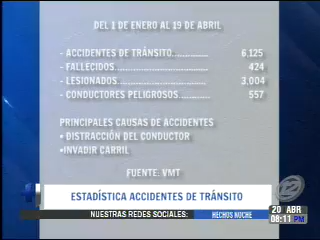 DEL 1 DE ENERO AL 19 DE ABRIL
- ACCIDENTES DE TRÁNSITO............. 6,125
- FALLECIDOS................................ 424
- LESIONADOS............................... 3,004
- CONDUCTORES PELIGROSOS............. 557
PRINCIPALES CAUSAS DE ACCIDENTES
• DISTRACCIÓN DEL CONDUCTOR
•INVADIR CARRIL
FUENTE: VMT
ESTADÍSTICA ACCIDENTES DE TRÁNSITO
12
20 ABR
NUESTRAS REDES SOCIALES: HECHOS NOCHE 08:11 PM